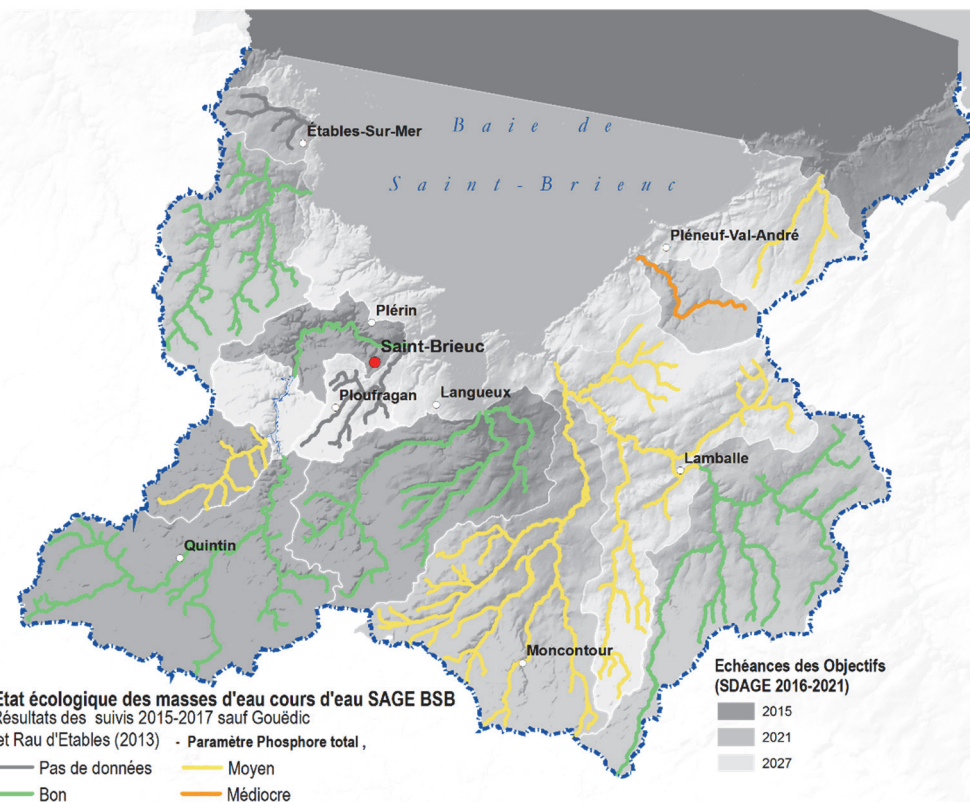 Étables-Sur-Mer
Baie de
Saint-Brieuc
Pléneuf-Val-André
Plérin
Saint-Brieuc
Ploufragan
Langueux
Lamballe
Quintin
Moncontour
Etat écologique des masses d'eau cours d'eau SAGE BSB
Résultats des suivis 2015-2017 sauf Gouëdic
et Rau d'Etables (2013) - Paramètre Phosphore total ,
Pas de données
Moyen
Bon
Médiocre
Echéances des Objectifs
(SDAGE 2016-2021)
2015
2021
2027